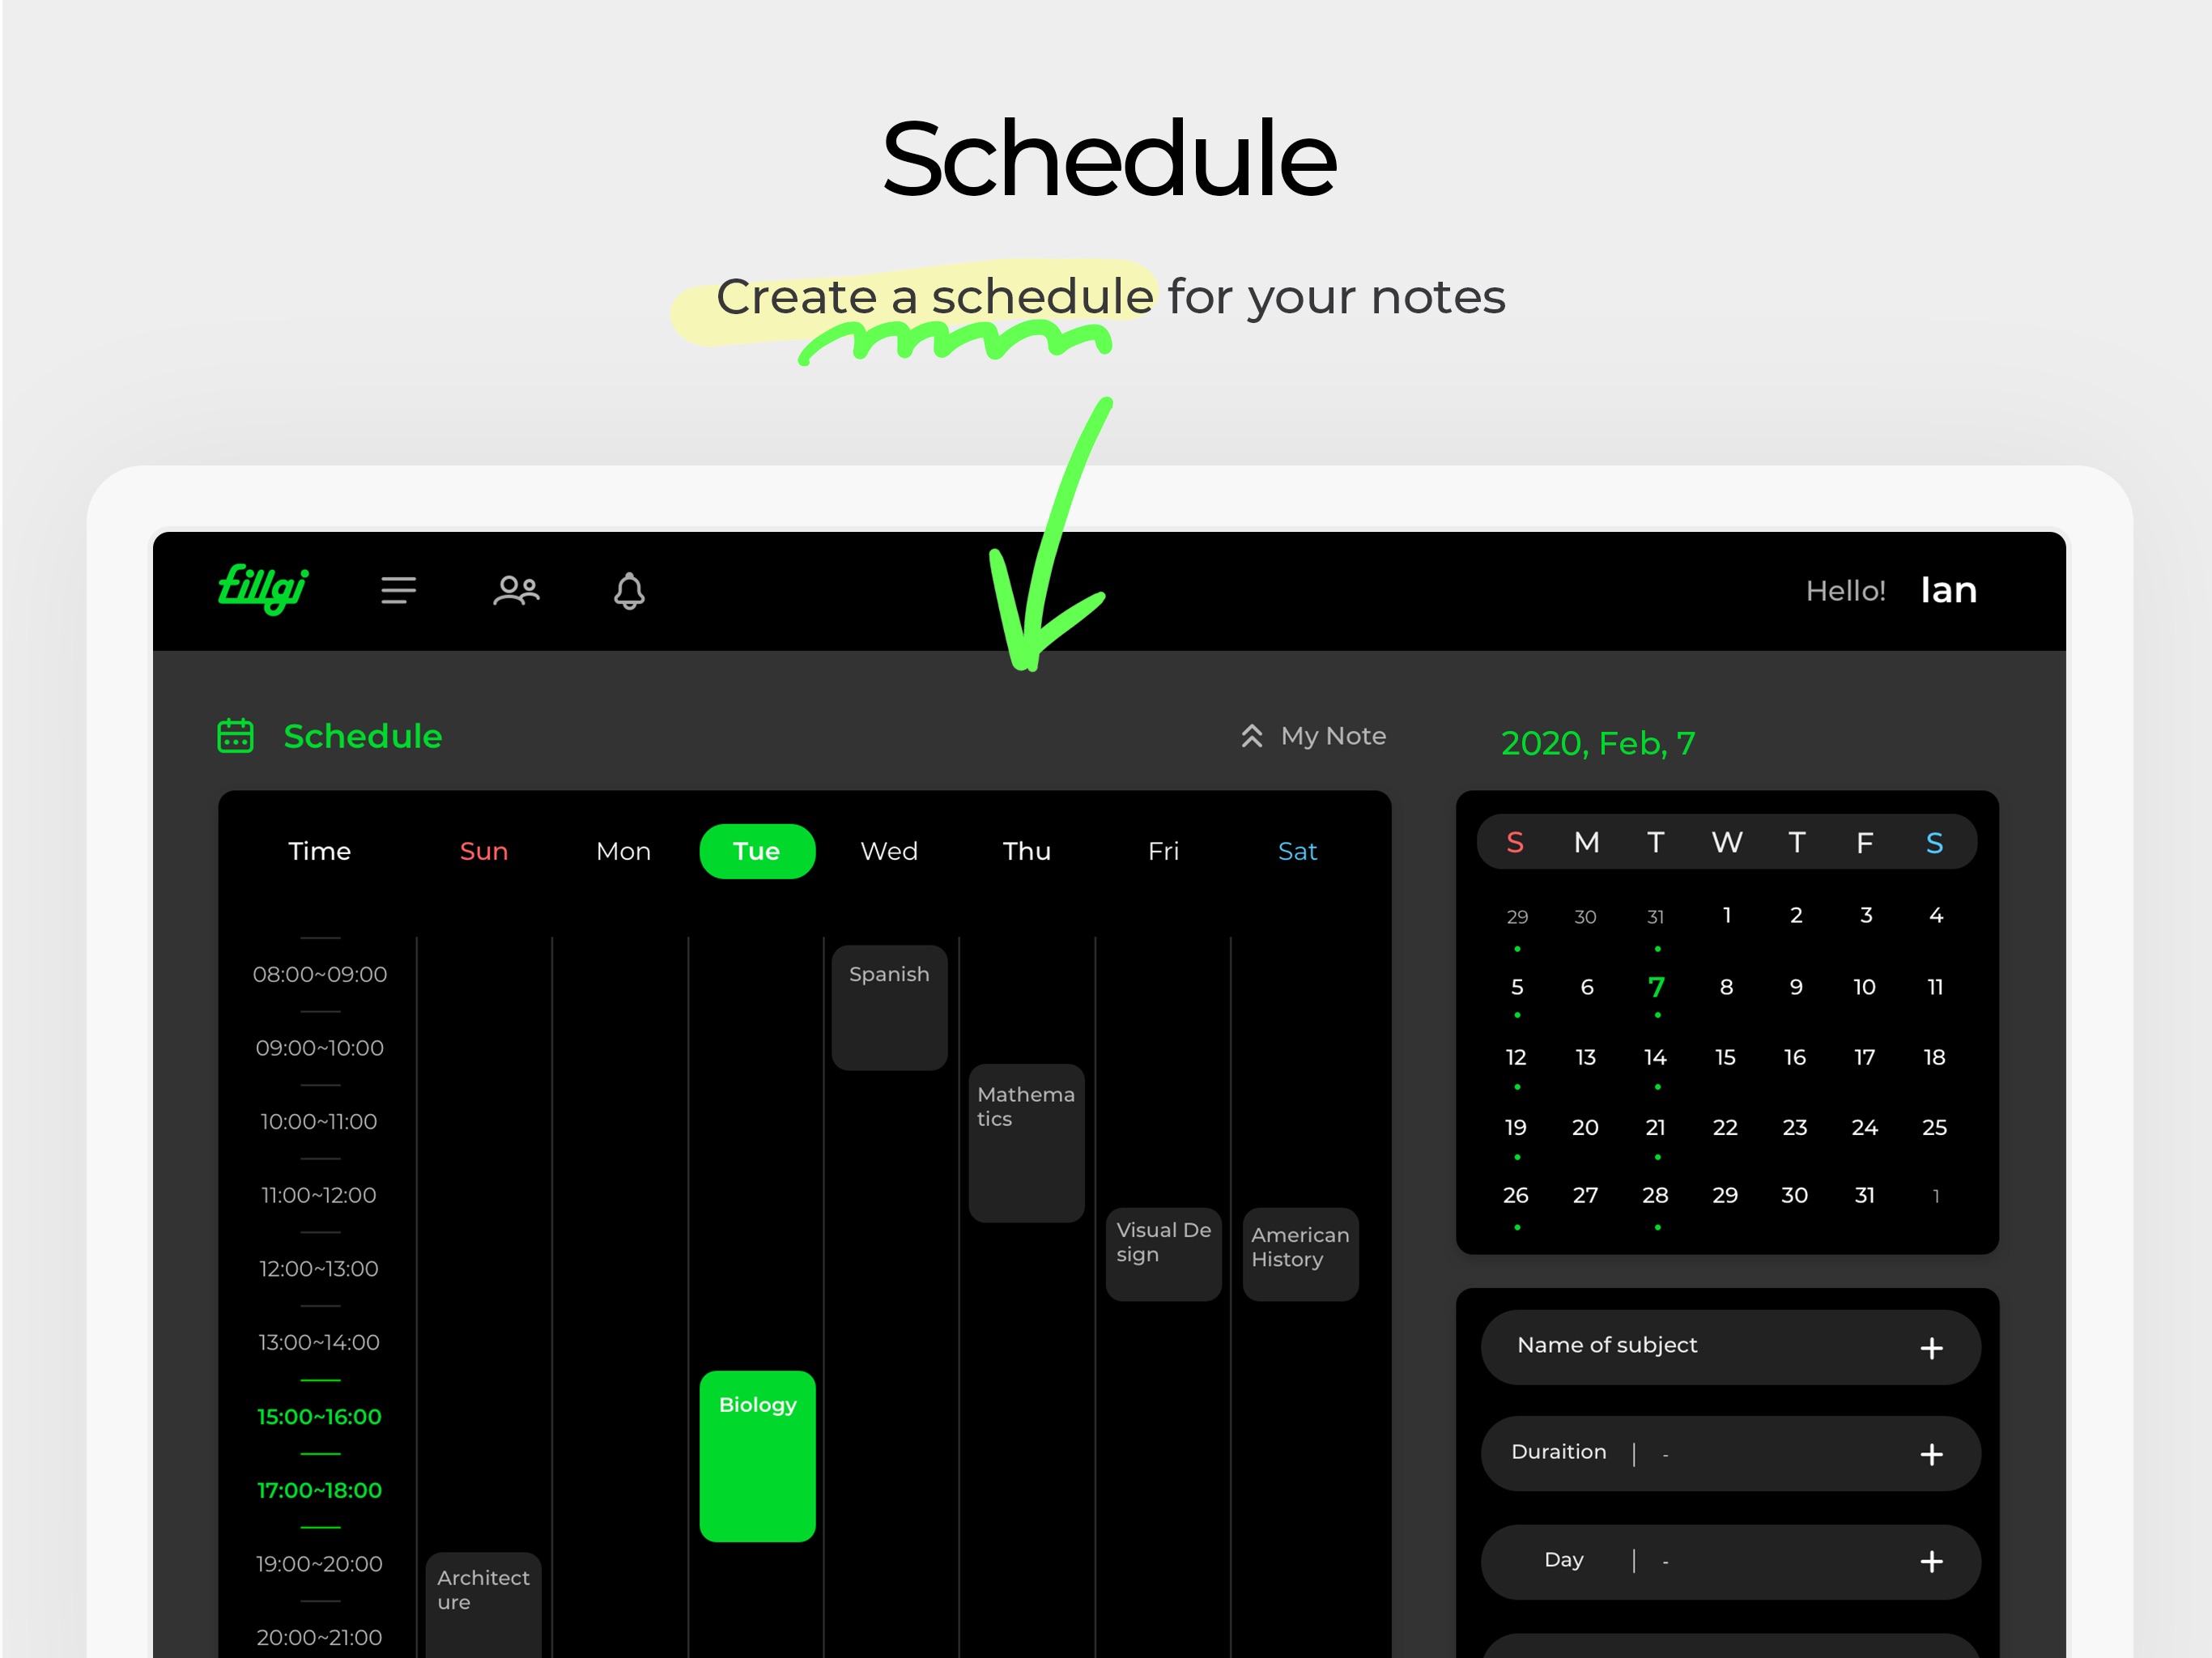 Schedule
Create a schedule for your notes
fillgi
Hello! Ian
Schedule
My Note
Time Sun Mon Tue Wed Thu Fri Sat
08:00~09:00
09:00~10:00
10:00~11:00
11:00~12:00
12:00~13:00
13:00~14:00
15:00~16:00
17:00~18:00
19:00~20:00
20:00~21:00
Spanish
Mathema
tics
Visual De
sign
American
History
Biology
Architect
ure
2020, Feb, 7
S M T W T F S
29 30 31 1 2 3 4
5 6 7 8 9 10 11
12 13 14 15 16 17 18
19 20 21 22 23 24 25
26 27 28 29 30 31 1
Name of subject +
Duraition | - +
Day | - +